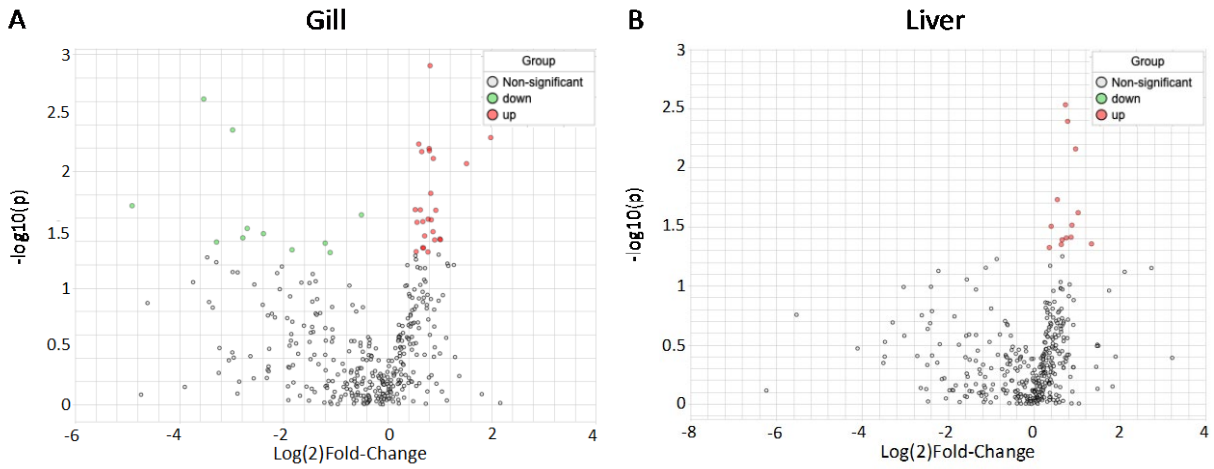 A
Gill
3
2.5
2
1.5
1
0.5
0
-log10(p)
-6
-4
-2
0
2
4
Log(2)Fold-Change
Group
Non-significant
down
up
B
Liver
3
2.5
2
1.5
1
0.5
0
-log10(p)
-8
-6
-4
-2
0
2
4
Log(2)Fold-Change
Group
Non-significant
down
up